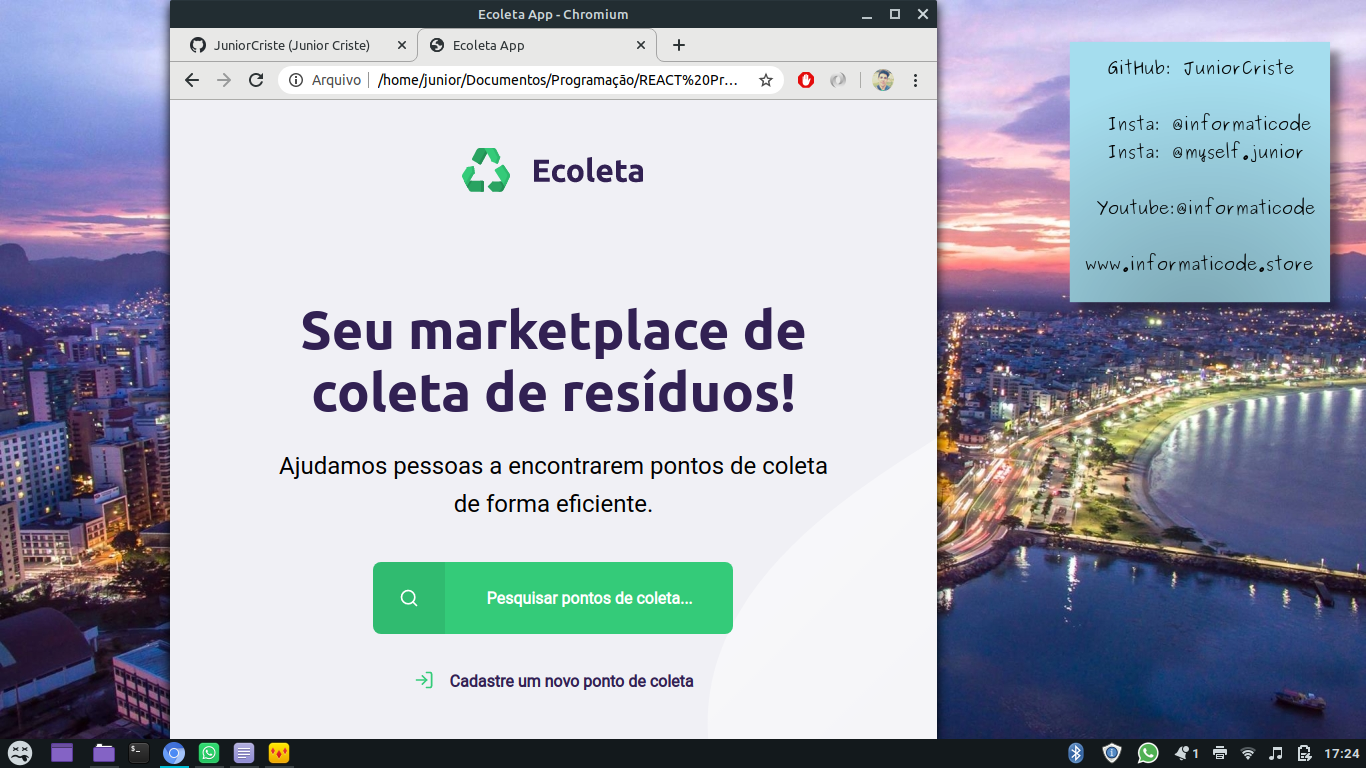 Ecoleta App - Chromium
JuniorCriste (Junior Criste)
Ecoleta App
Arquivo
/home/junior/Documentos/Programação/REACT%20Pr...
Ecoleta
Seu marketplace de
coleta de resíduos!
Ajudamos pessoas a encontrarem pontos de coleta
de forma eficiente.
Pesquisar pontos de coleta...
Cadastre um novo ponto de coleta
GitHub: JuniorCriste
Insta: @informaticode
Insta: @myself.junior
Youtube:@informaticode
www.informaticode.store
$_
1
17:24